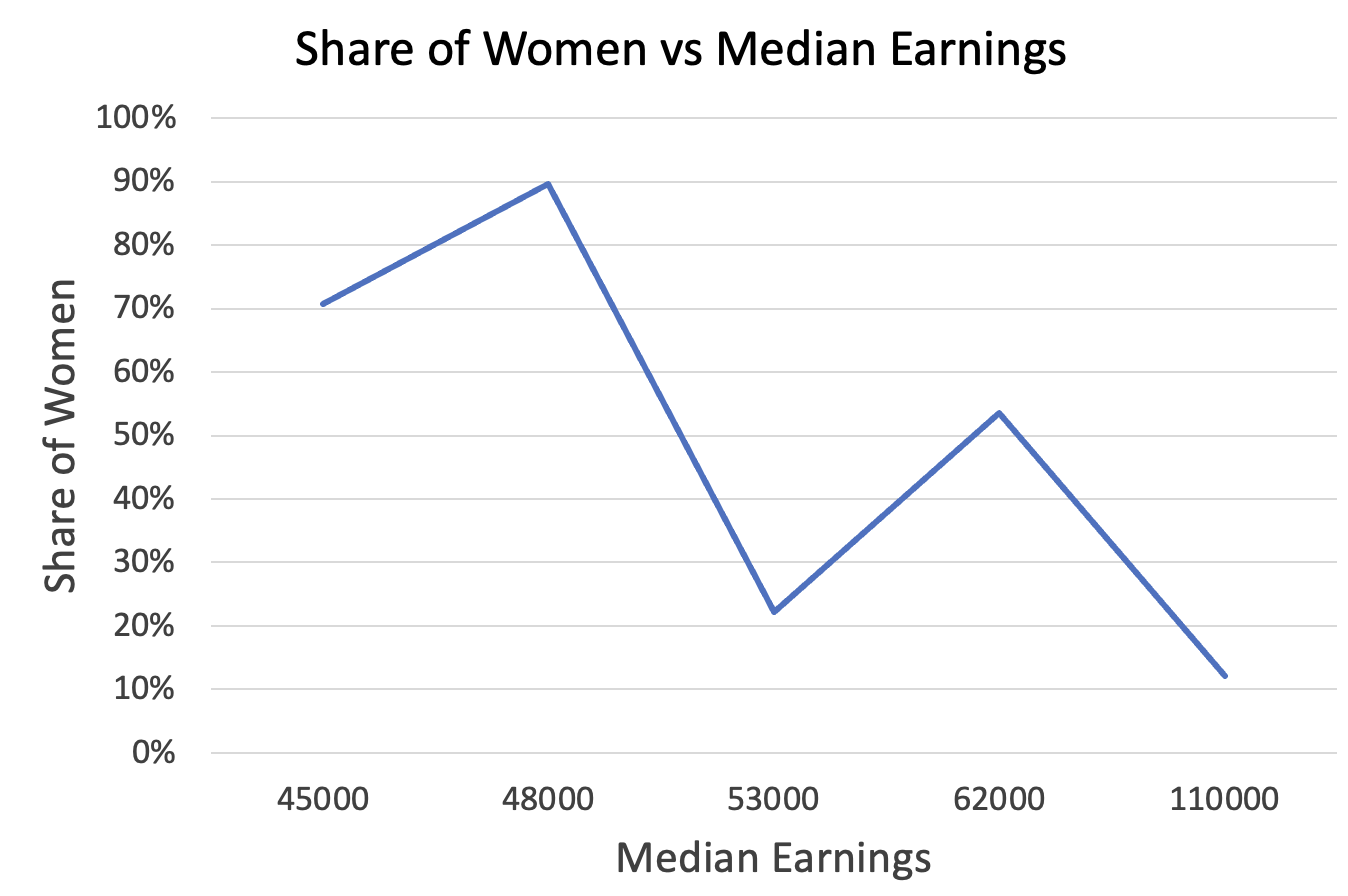 Share of Women vs Median Earnings
100%
90%
80%
70%
60%
50%
40%
30%
20%
10%
0%
Share of Women
45000 48000 53000 62000 110000
Median Earnings